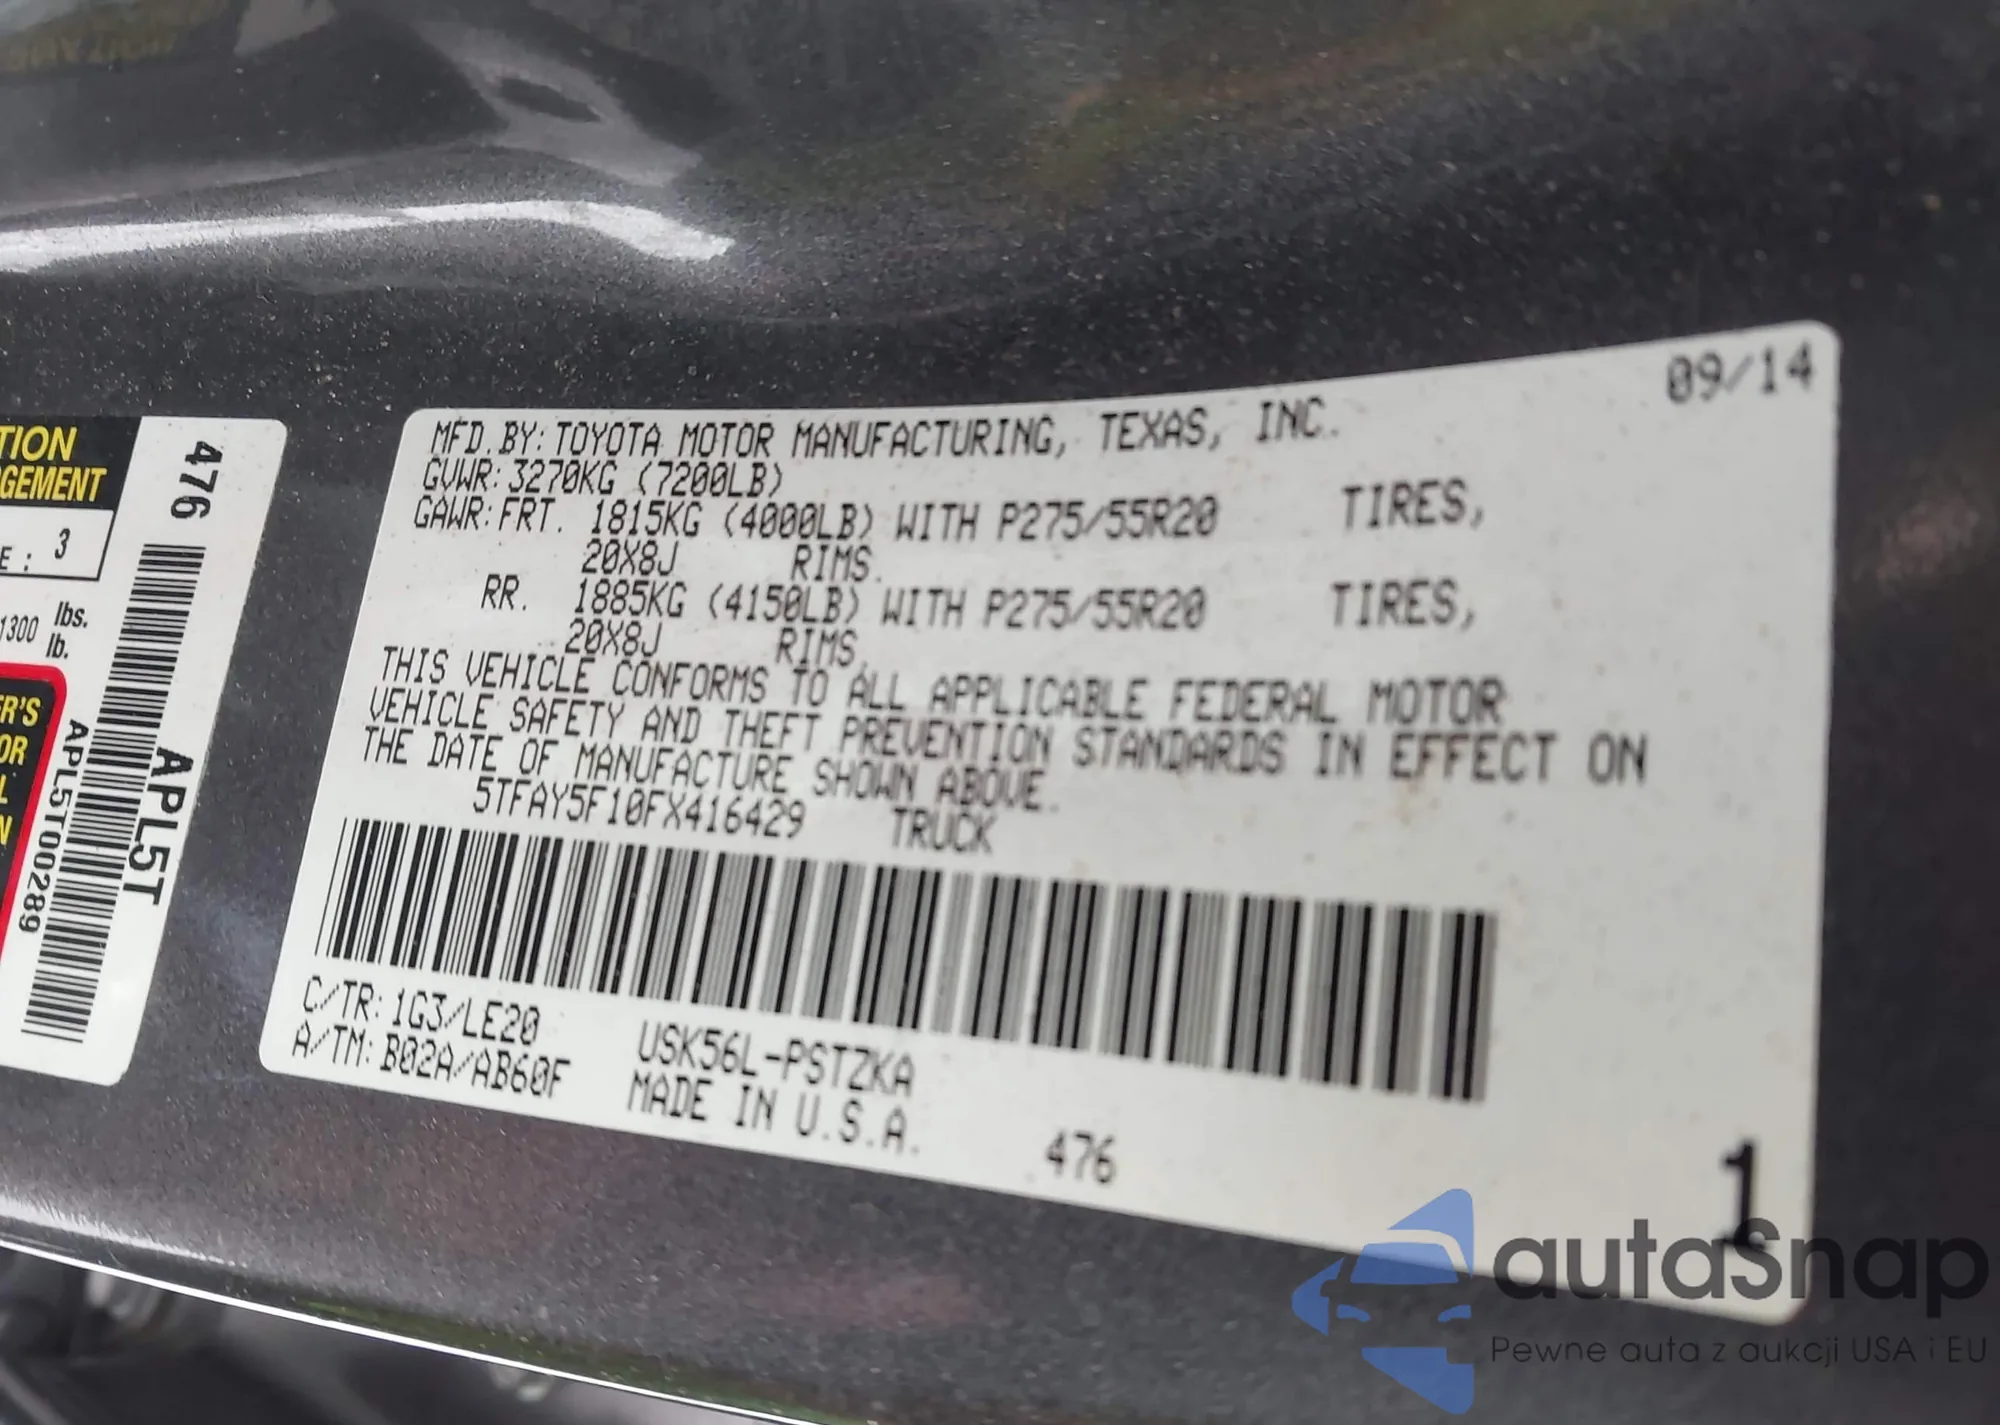 09/14
MFD.BY: TOYOTA MOTOR MANUFACTURING, TEXAS, INC.
GVWR: 3270KG (7200LB)
GAWR: FRT. 1815KG (4000LB) WITH P275/55R20 TIRES,
20X8J RIMS.
RR. 1885KG (4150LB) WITH P275/55R20 TIRES,
20X8J RIMS.
THIS VEHICLE CONFORMS TO ALL APPLICABLE FEDERAL MOTOR
VEHICLE SAFETY AND THEFT PREVENTION STANDARDS IN EFFECT ON
THE DATE OF MANUFACTURE SHOWN ABOVE.
5TFAY5F10FX416429 TRUCK
C/TR: 1G3/LE20 USK56L-PSTZKA
A/TM: B02A/AB60F MADE IN U.S.A.
476
1
TION
GEMENT
E : 3
1300 lbs.
lb.
ER'S
OR
L
N
476
APL5T
APL5T00289
autaSnap
Pewne auta z aukcji USA i EU